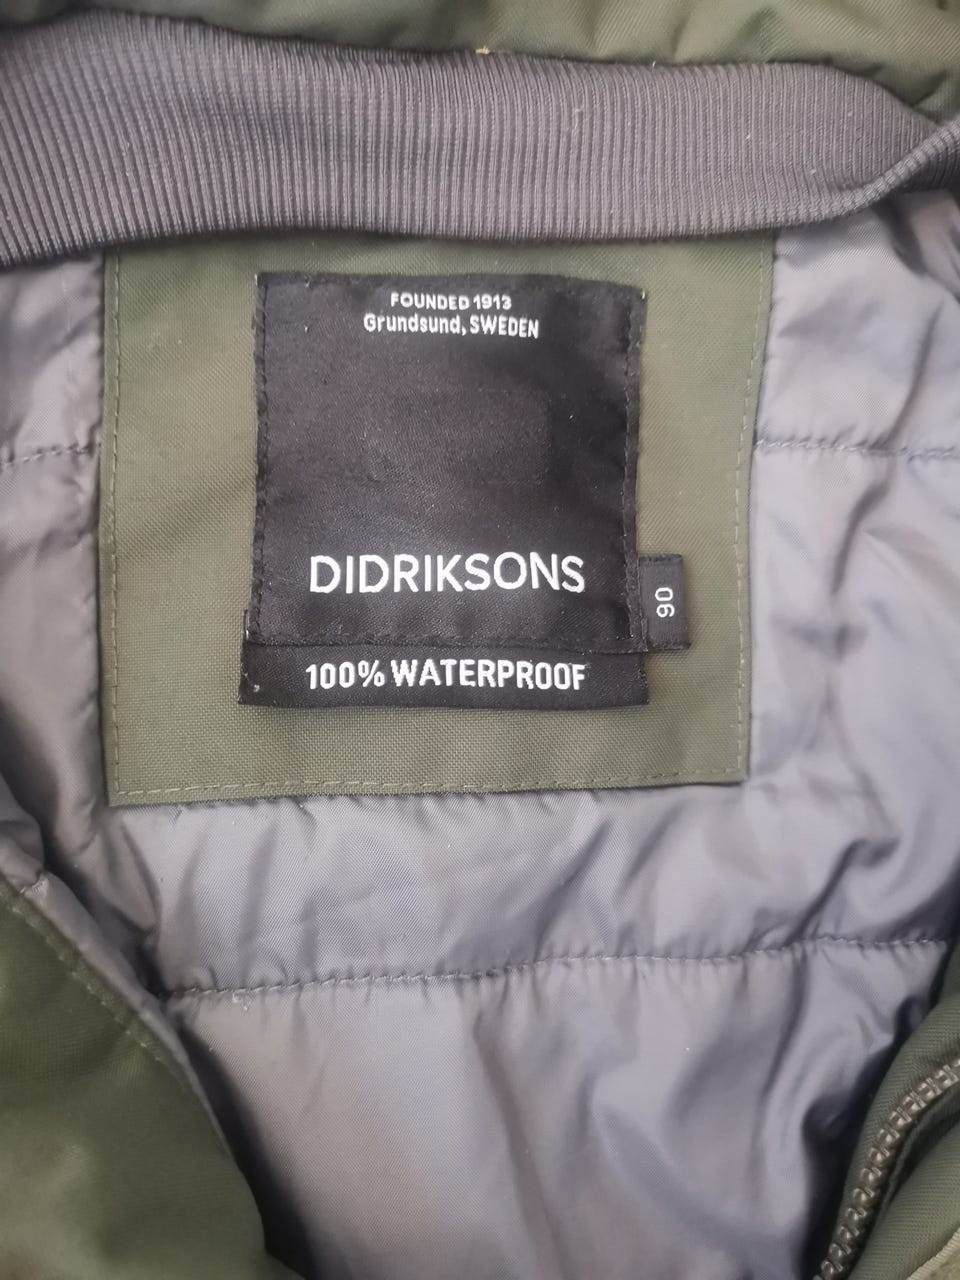 FOUNDED 1913
Grundsund, SWEDEN
DIDRIKSONS
90
100% WATERPROOF